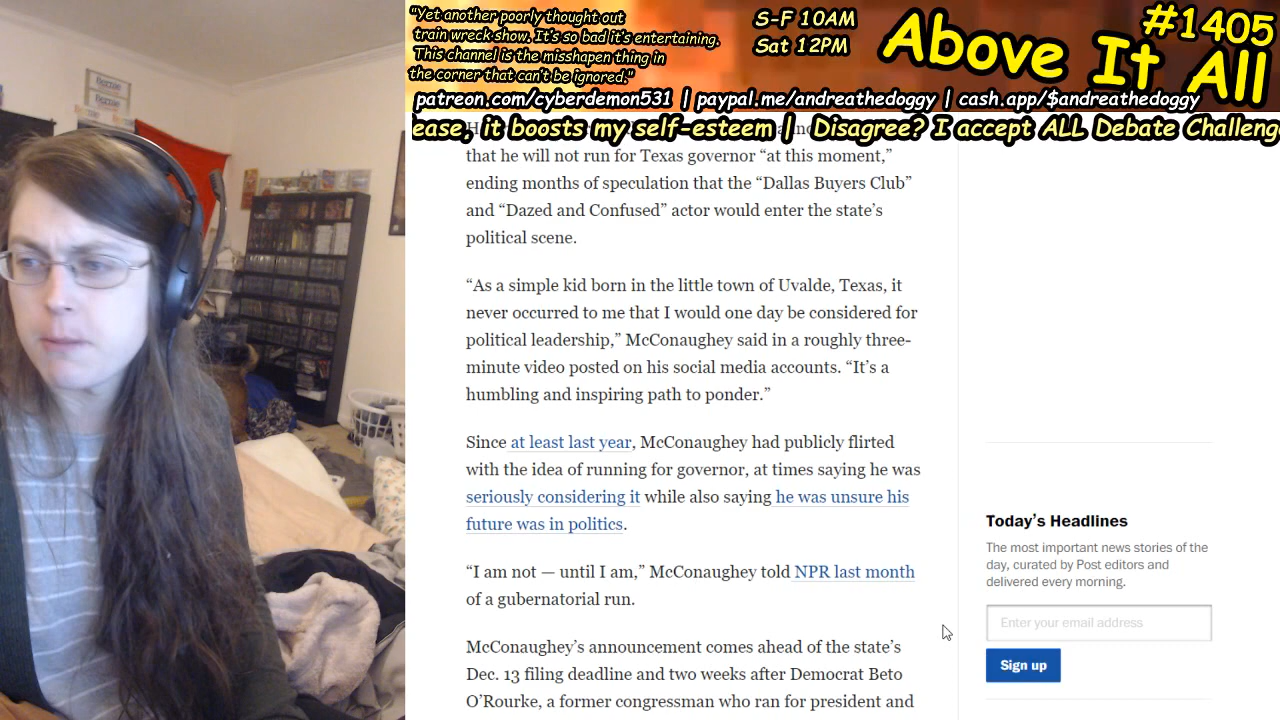 "Yet another poorly thought out
train wreck show. It's so bad it's entertaining.
This channel is the misshapen thing in
the corner that can't be ignored."
S-F 10AM
Sat 12PM
#1405
Above It All
patreon.com/cyberdemon531 | paypal.me/andreathedoggy | cash.app/$andreathedoggy
ease, it boosts my self-esteem | Disagree? I accept ALL Debate Challeng
that he will not run for Texas governor “at this moment,”
ending months of speculation that the “Dallas Buyers Club”
and “Dazed and Confused” actor would enter the state’s
political scene.
“As a simple kid born in the little town of Uvalde, Texas, it
never occurred to me that I would one day be considered for
political leadership,” McConaughey said in a roughly three-
minute video posted on his social media accounts. “It’s a
humbling and inspiring path to ponder.”
Since at least last year, McConaughey had publicly flirted
with the idea of running for governor, at times saying he was
seriously considering it while also saying he was unsure his
future was in politics.
“I am not — until I am,” McConaughey told NPR last month
of a gubernatorial run.
McConaughey’s announcement comes ahead of the state’s
Dec. 13 filing deadline and two weeks after Democrat Beto
O’Rourke, a former congressman who ran for president and
Today’s Headlines
The most important news stories of the
day, curated by Post editors and
delivered every morning.
Enter your email address
Sign up